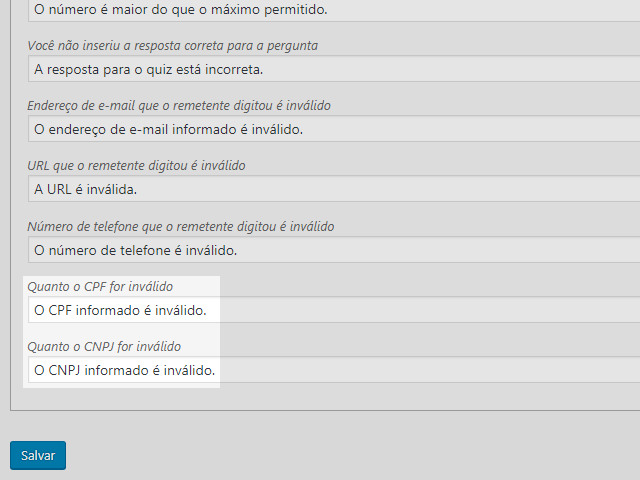 O número é maior do que o máximo permitido.
Você não inseriu a resposta correta para a pergunta
A resposta para o quiz está incorreta.
Endereço de e-mail que o remetente digitou é inválido
O endereço de e-mail informado é inválido.
URL que o remetente digitou é inválido
A URL é inválida.
Número de telefone que o remetente digitou é inválido
O número de telefone é inválido.
Quanto o CPF for inválido
O CPF informado é inválido.
Quanto o CNPJ for inválido
O CNPJ informado é inválido.
Salvar